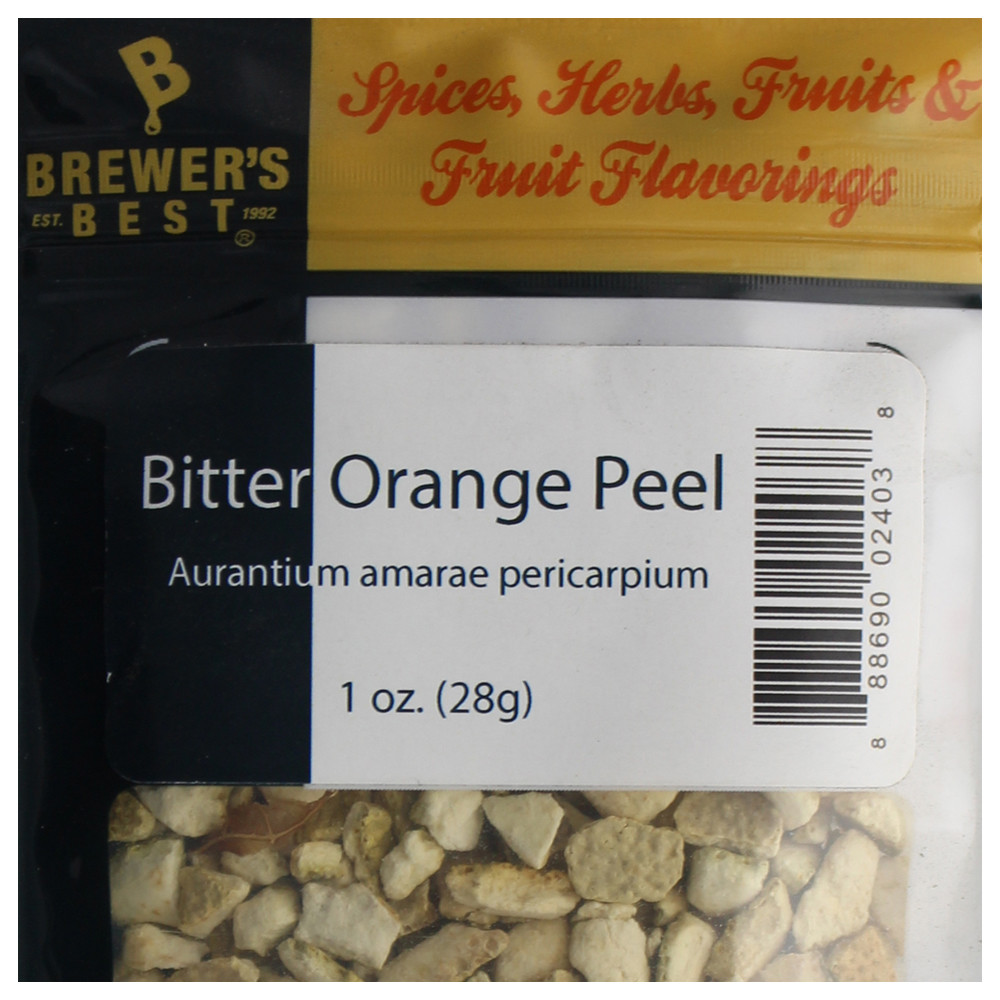 B
BREWER'S
EST. BEST 1992
®
Spices, Herbs, Fruits &
Fruit Flavorings
Bitter Orange Peel
Aurantium amarae pericarpium
1 oz. (28g)
8 88690 02403 8